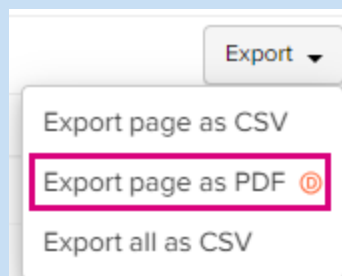 Export
Export page as CSV
Export page as PDF D
Export all as CSV